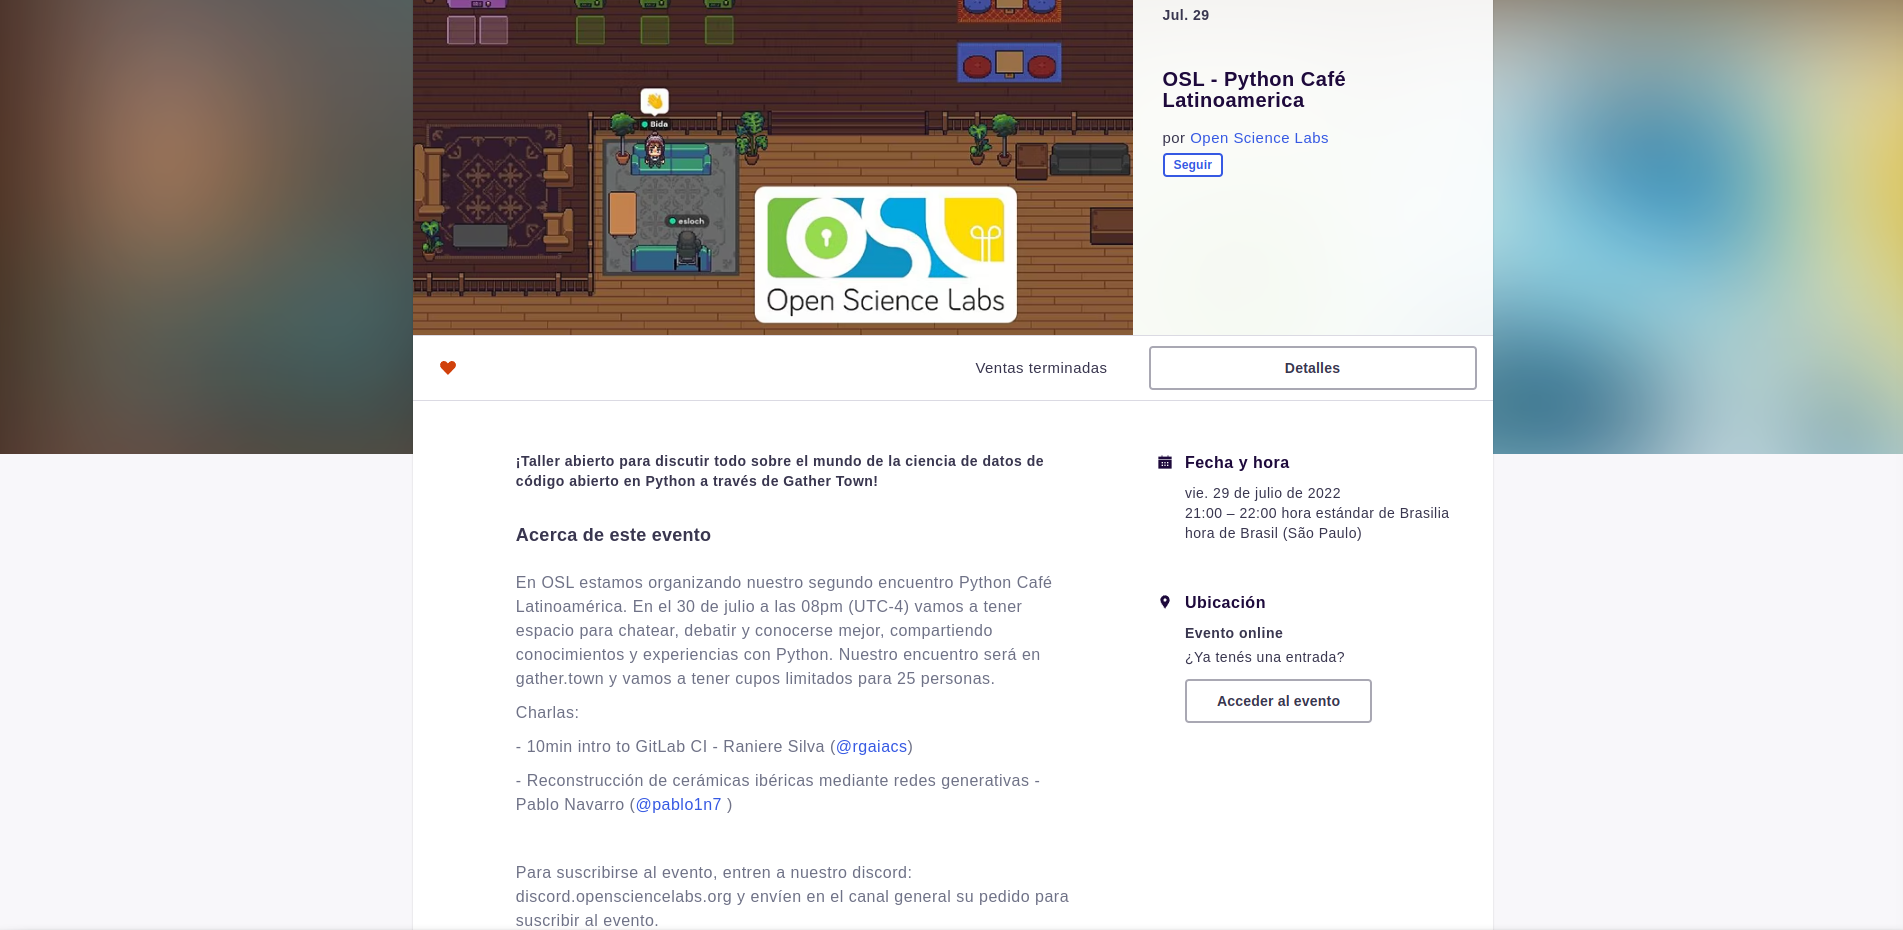 Jul. 29
OSL - Python Café
Latinoamerica
por Open Science Labs
Seguir
Bida
esloch
OSL
Open Science Labs
Ventas terminadas
Detalles
¡Taller abierto para discutir todo sobre el mundo de la ciencia de datos de
código abierto en Python a través de Gather Town!
Acerca de este evento
En OSL estamos organizando nuestro segundo encuentro Python Café
Latinoamérica. En el 30 de julio a las 08pm (UTC-4) vamos a tener
espacio para chatear, debatir y conocerse mejor, compartiendo
conocimientos y experiencias con Python. Nuestro encuentro será en
gather.town y vamos a tener cupos limitados para 25 personas.
Charlas:
- 10min intro to GitLab CI - Raniere Silva (@rgaiacs)
- Reconstrucción de cerámicas ibéricas mediante redes generativas -
Pablo Navarro (@pablo1n7 )
Para suscribirse al evento, entren a nuestro discord:
discord.opensciencelabs.org y envíen en el canal general su pedido para
suscribir al evento.
Fecha y hora
vie. 29 de julio de 2022
21:00 – 22:00 hora estándar de Brasilia
hora de Brasil (São Paulo)
Ubicación
Evento online
¿Ya tenés una entrada?
Acceder al evento